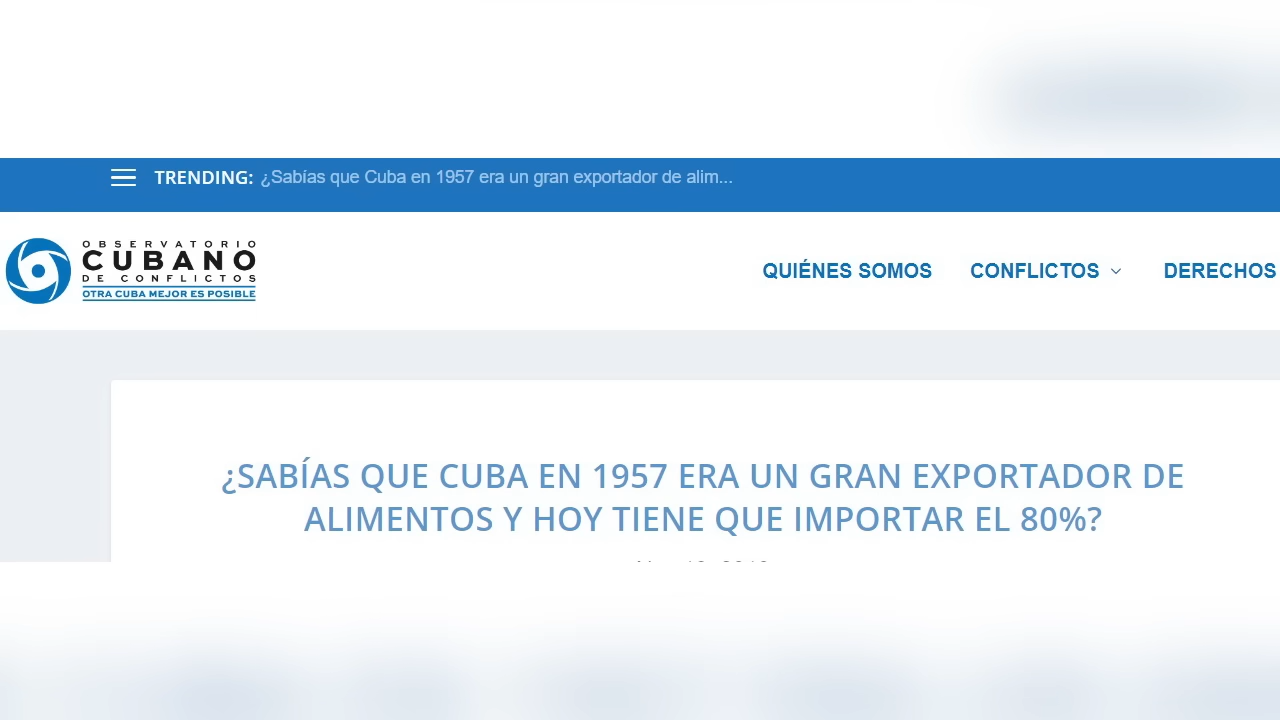 TRENDING: ¿Sabías que Cuba en 1957 era un gran exportador de alim...
OBSERVATORIO
CUBANO
DE CONFLICTOS
OTRA CUBA MEJOR ES POSIBLE
QUIÉNES SOMOS CONFLICTOS DERECHOS
¿SABÍAS QUE CUBA EN 1957 ERA UN GRAN EXPORTADOR DE
ALIMENTOS Y HOY TIENE QUE IMPORTAR EL 80%?